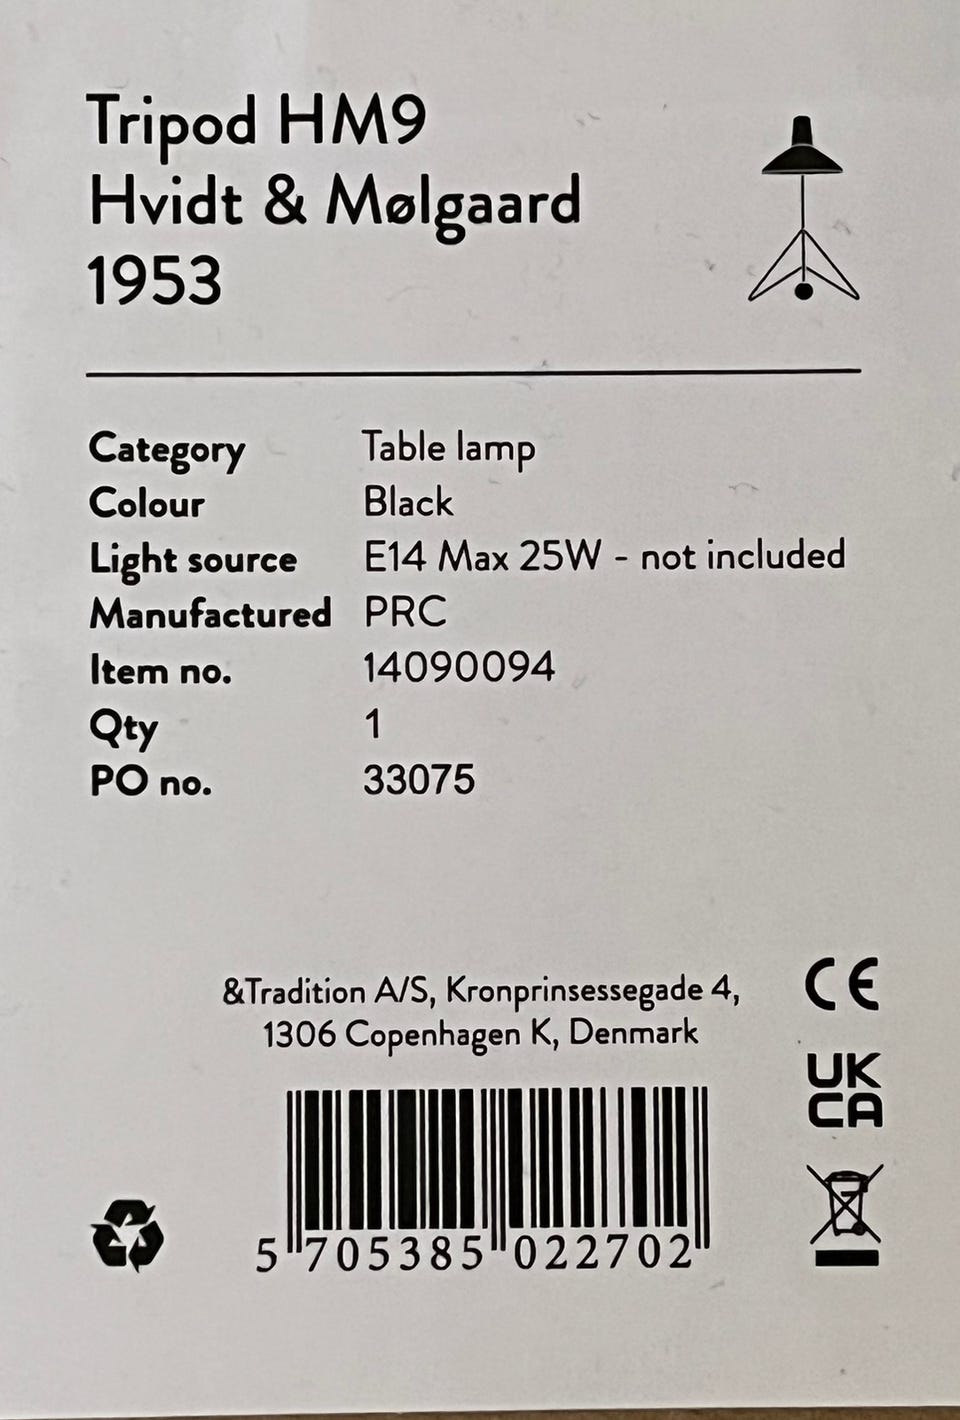 Tripod HM9
Hvidt & Mølgaard
1953
Category Table lamp
Colour Black
Light source E14 Max 25W - not included
Manufactured PRC
Item no. 14090094
Qty 1
PO no. 33075
&Tradition A/S, Kronprinsessegade 4,
1306 Copenhagen K, Denmark
CE
UK
CA
5 705385 022702